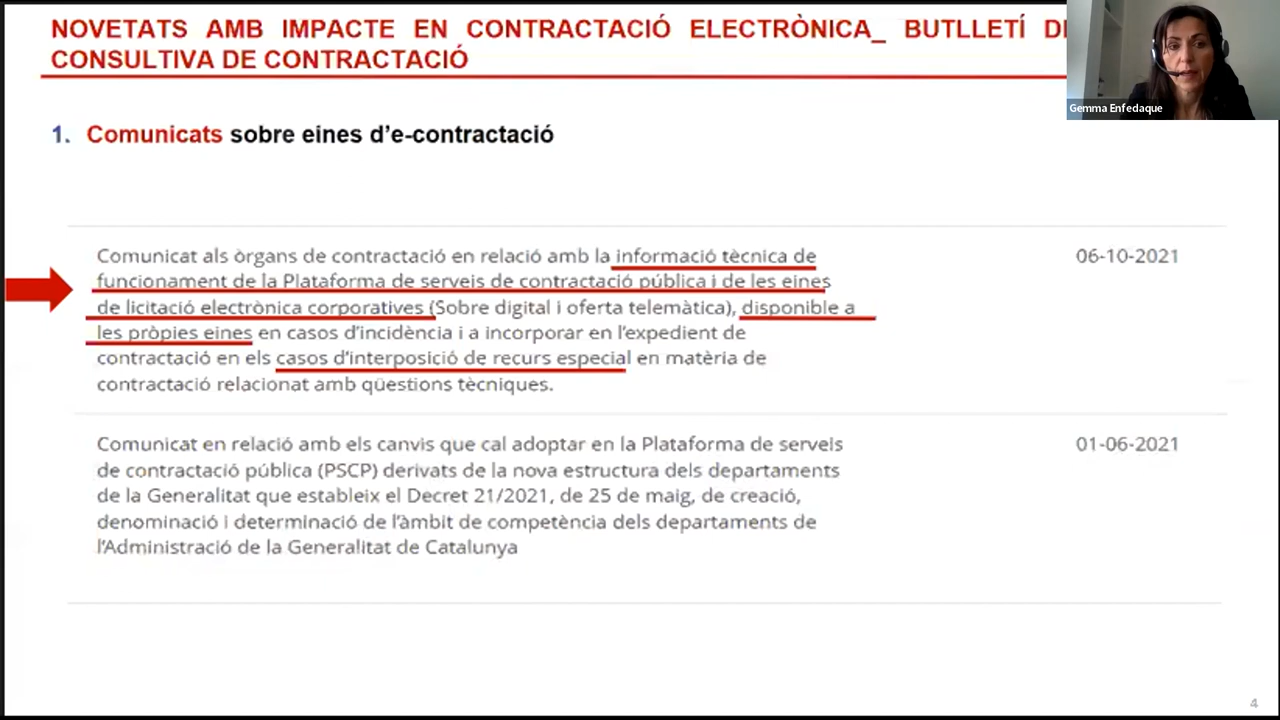 NOVETATS AMB IMPACTE EN CONTRACTACIÓ ELECTRÒNICA_ BUTLLETÍ
CONSULTIVA DE CONTRACTACIÓ
Gemma Enfedaque
1. Comunicats sobre eines d'e-contractació
Comunicat als òrgans de contractació en relació amb la informació tècnica de
06-10-2021
funcionament de la Plataforma de serveis de contractació pública i de les eines
de licitació electrònica corporatives (Sobre digital i oferta telemàtica), disponible a
les pròpies eines en casos d'incidència i a incorporar en l'expedient de
contractació en els casos d'interposició de recurs especial en matèria de
contractació relacionat amb qüestions tècniques.
Comunicat en relació amb els canvis que cal adoptar en la Plataforma de serveis
01-06-2021
de contractació pública (PSCP) derivats de la nova estructura dels departaments
de la Generalitat que estableix el Decret 21/2021, de 25 de maig, de creació,
denominació i determinació de l'àmbit de competència dels departaments de
l'Administració de la Generalitat de Catalunya
4